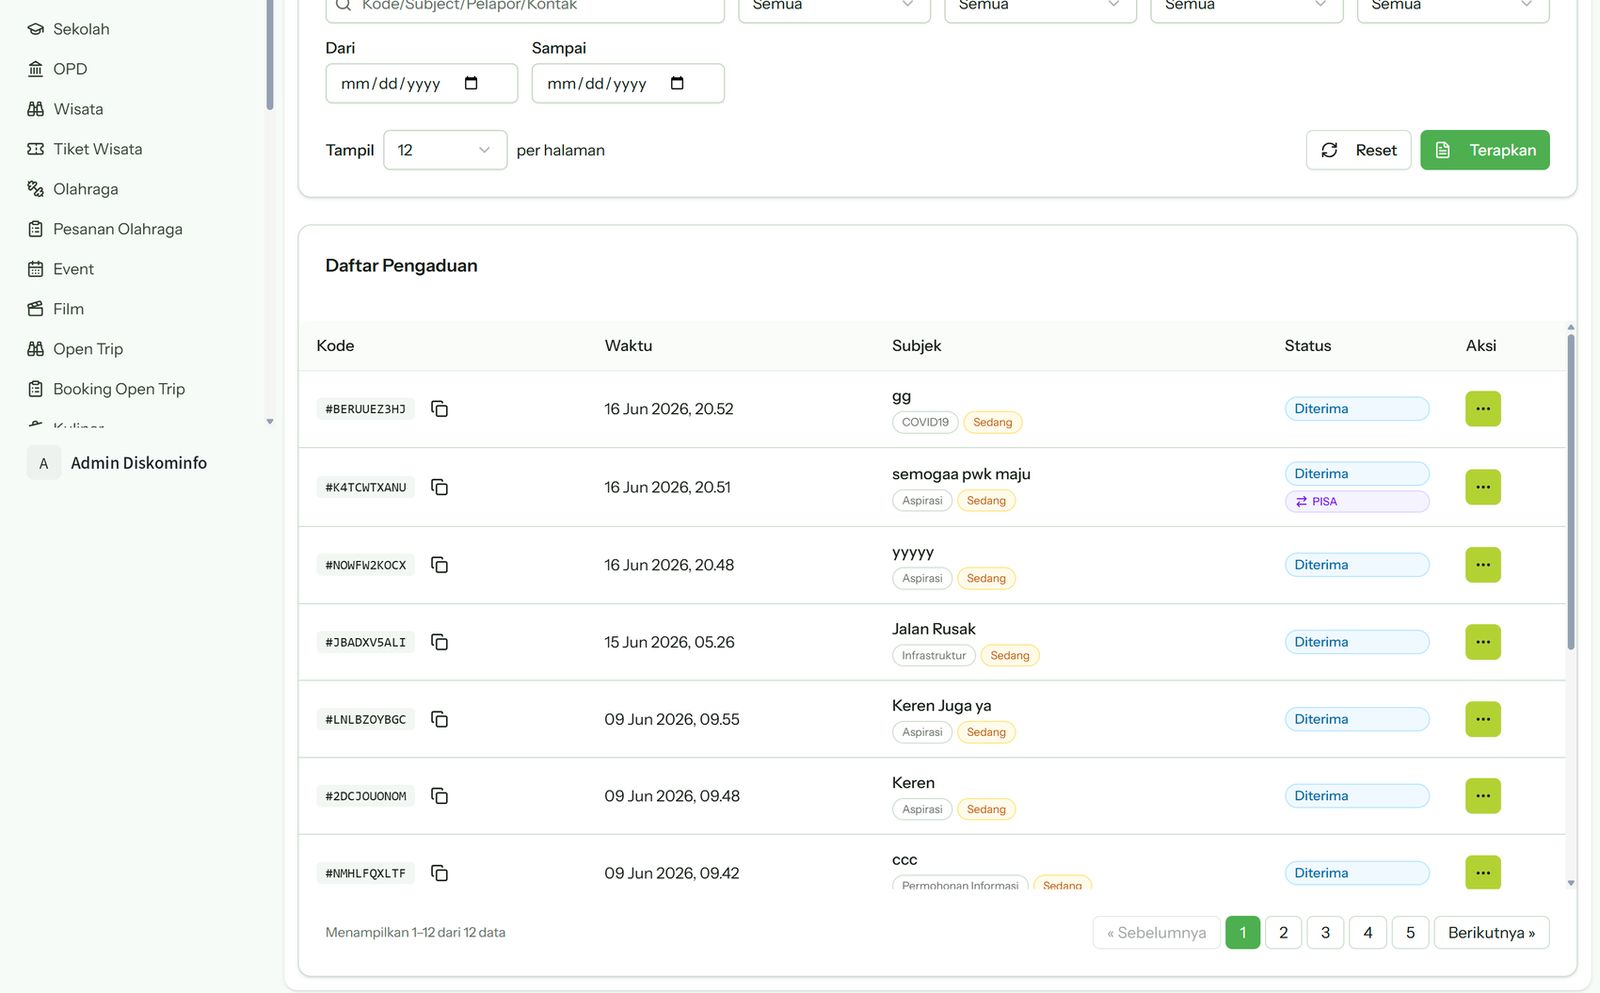 Sekolah
OPD
Wisata
Tiket Wisata
Olahraga
Pesanan Olahraga
Event
Film
Open Trip
Booking Open Trip
Kuliner
A Admin Diskominfo
Kode/Subject/Pelapor/Kontak Semua Semua Semua Semua
Dari Sampai
mm/dd/yyyy mm/dd/yyyy
Tampil 12 per halaman Reset Terapkan
Daftar Pengaduan
Kode Waktu Subjek Status Aksi
#BERUUEZ3HJ 16 Jun 2026, 20.52 gg Diterima
COVID19 Sedang
#K4TCWTXANU 16 Jun 2026, 20.51 semogaa pwk maju Diterima
Aspirasi Sedang PISA
#NOWFW2KOCX 16 Jun 2026, 20.48 yyyyy Diterima
Aspirasi Sedang
#JBADXV5ALI 15 Jun 2026, 05.26 Jalan Rusak Diterima
Infrastruktur Sedang
#LNLBZOYBGC 09 Jun 2026, 09.55 Keren Juga ya Diterima
Aspirasi Sedang
#2DCJOUONOM 09 Jun 2026, 09.48 Keren Diterima
Aspirasi Sedang
#NMHLFQXLTF 09 Jun 2026, 09.42 ccc Diterima
Permohonan Informasi Sedang
Menampilkan 1–12 dari 12 data « Sebelumnya 1 2 3 4 5 Berikutnya »